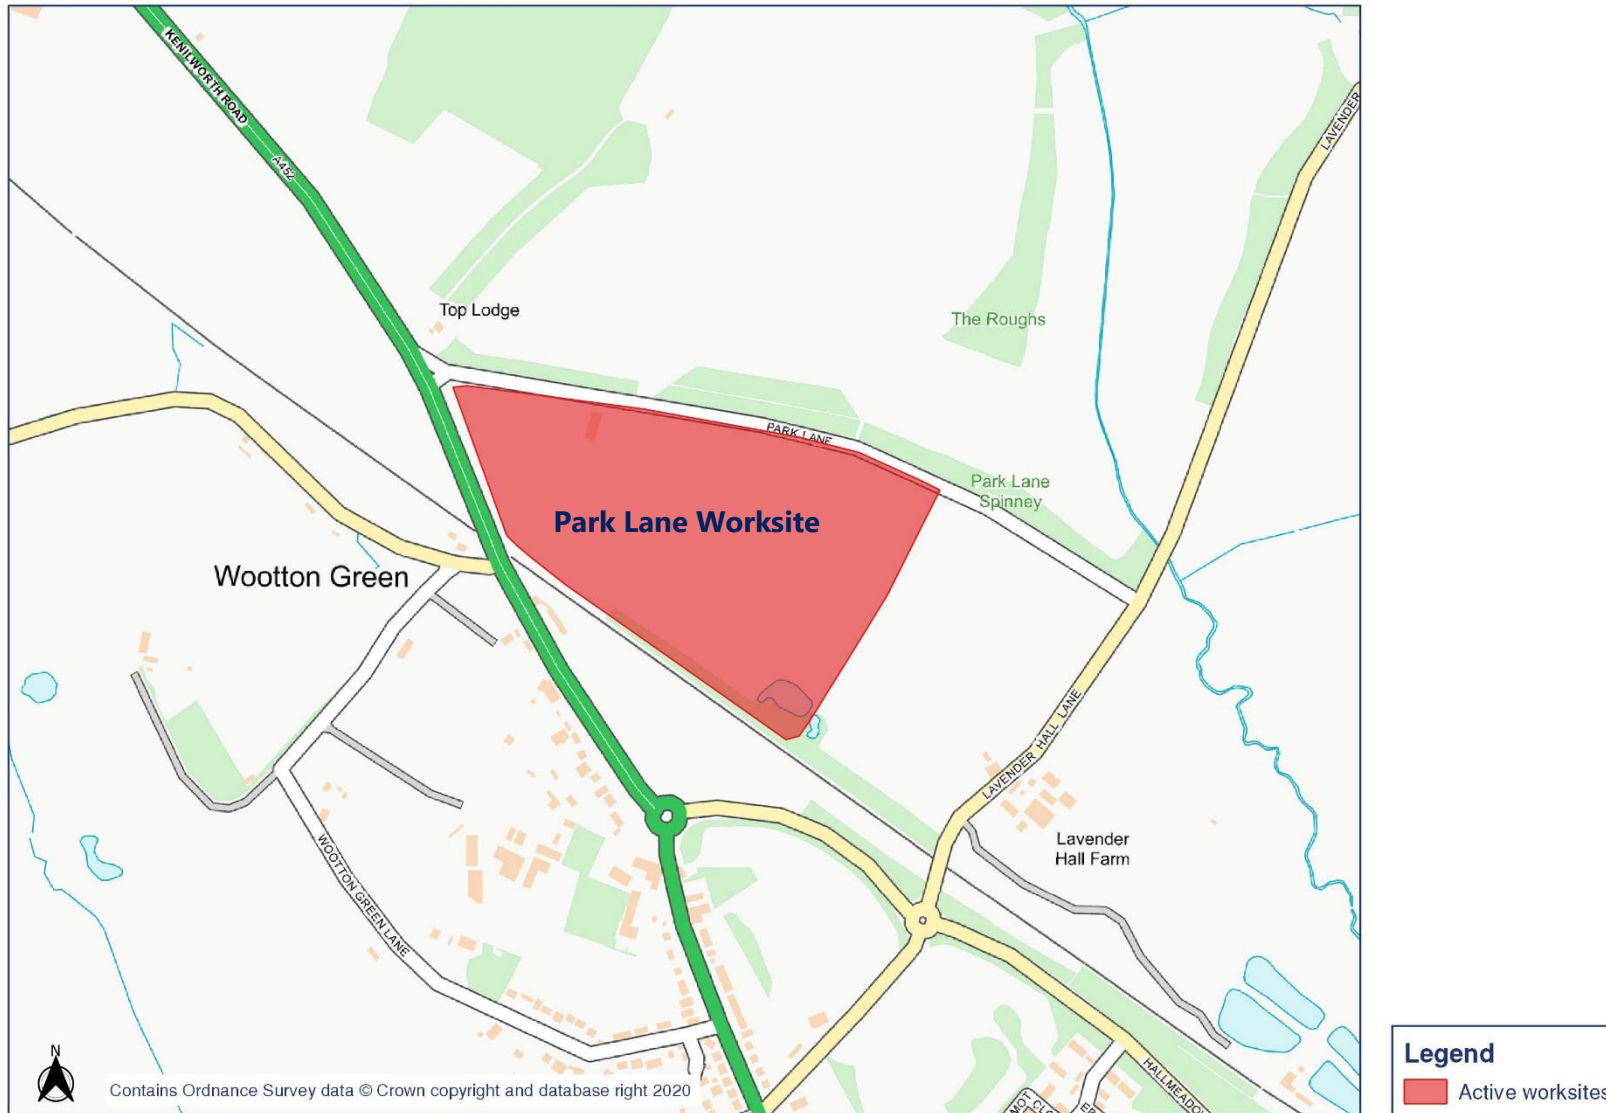 KENILWORTH ROAD
A452
LAVENDER
Top Lodge
The Roughs
PARK LANE
Park Lane
Spinney
Park Lane Worksite
Wootton Green
LAVENDER HALL LANE
Lavender
Hall Farm
WOOTTON GREEN LANE
N
Contains Ordnance Survey data © Crown copyright and database right 2020
HALLMEADOW
Legend
Active worksites